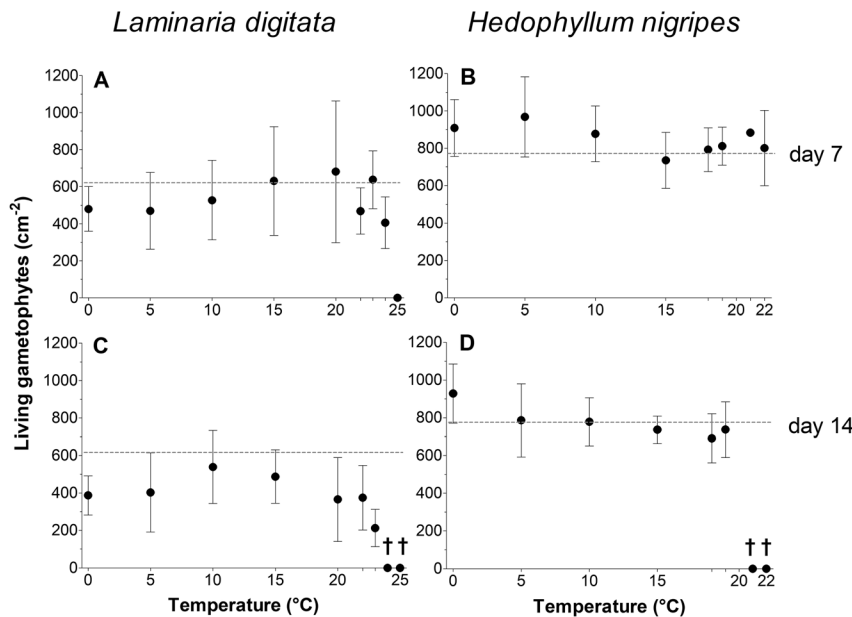 Laminaria digitata
Hedophyllum nigripes
Living gametophytes (cm-2)
A
1200
1000
800
600
400
200
0
0 5 10 15 20 25
B
1200
1000
800
600
400
200
0
0 5 10 15 20 22
day 7
C
1200
1000
800
600
400
200
0
† †
0 5 10 15 20 25
Temperature (°C)
D
1200
1000
800
600
400
200
0
† †
0 5 10 15 20 22
Temperature (°C)
day 14